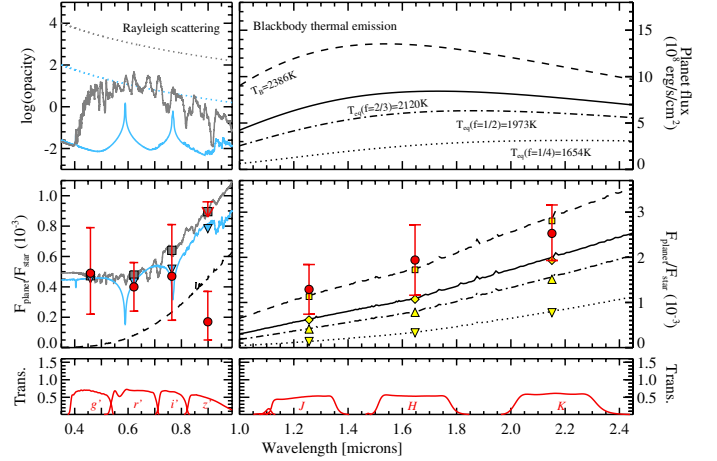 Rayleigh scattering
Blackbody thermal emission
log(opacity)
4
2
0
-2
T_B=2386K
T_eq(f=2/3)=2120K
T_eq(f=1/2)=1973K
T_eq(f=1/4)=1654K
15
10
5
0
Planet flux
(10^8 erg/s/cm^2)
F_planet/F_star (10^-3)
1.0
0.8
0.6
0.4
0.2
0.0
3
2
1
0
F_planet/F_star (10^-3)
Trans.
1.5
1.0
0.5
g' r' i' z'
J H K
1.5
1.0
0.5
Trans.
0.4 0.6 0.8 1.0 1.2 1.4 1.6 1.8 2.0 2.2 2.4
Wavelength [microns]